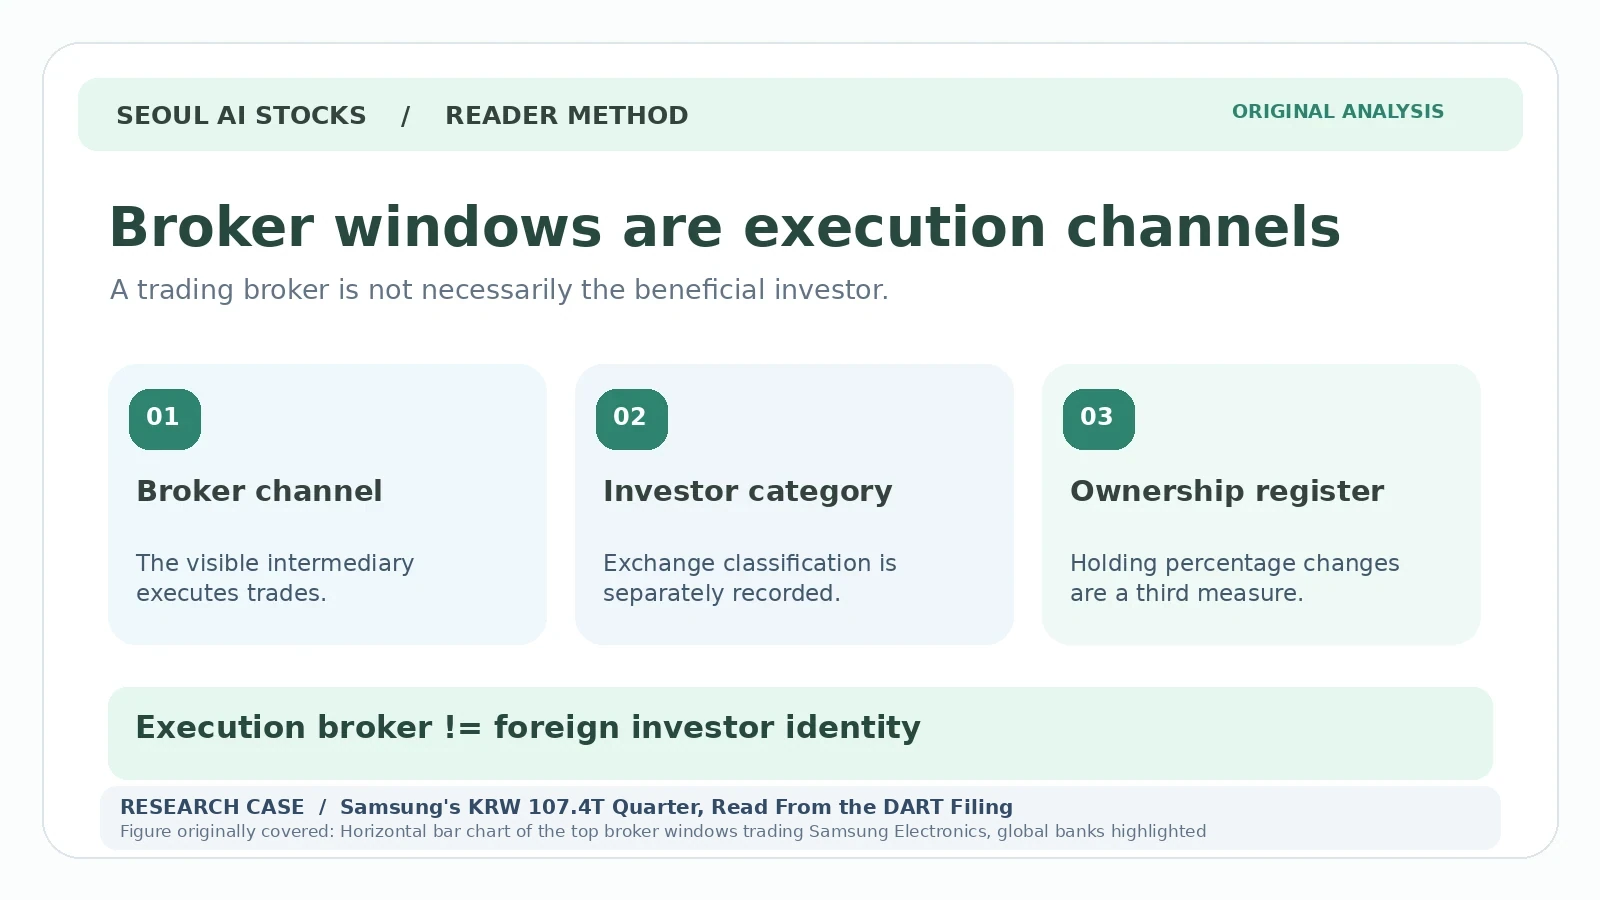 SEOUL AI STOCKS / READER METHOD
ORIGINAL ANALYSIS
Broker windows are execution channels
A trading broker is not necessarily the beneficial investor.
01
Broker channel
The visible intermediary
executes trades.
02
Investor category
Exchange classification is
separately recorded.
03
Ownership register
Holding percentage changes
are a third measure.
Execution broker != foreign investor identity
RESEARCH CASE / Samsung's KRW 107.4T Quarter, Read From the DART Filing
Figure originally covered: Horizontal bar chart of the top broker windows trading Samsung Electronics, global banks highlighted